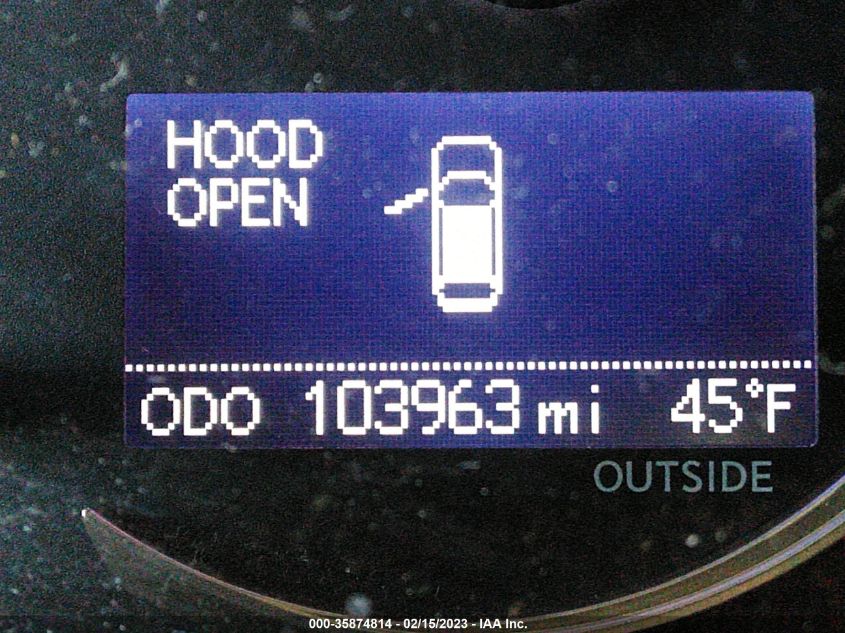 HOOD
OPEN
ODO 103963 mi 45°F
OUTSIDE
000-35874814 - 02/15/2023 - IAA Inc.